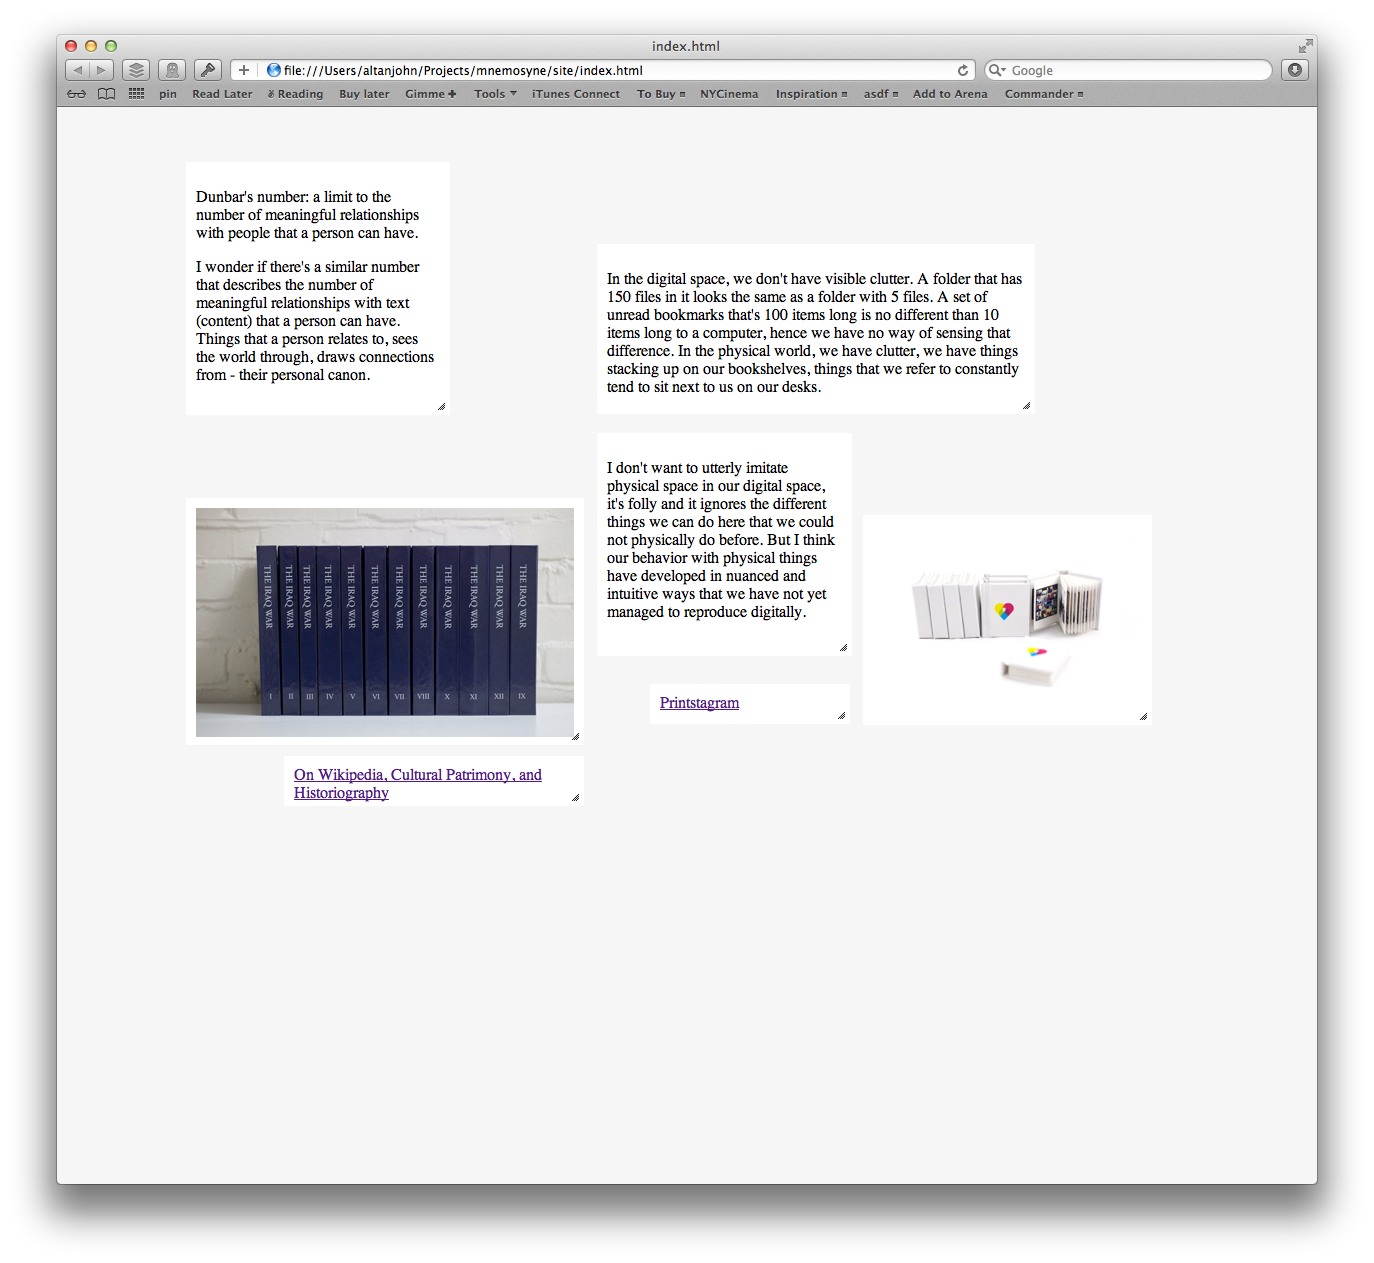 index.html
file:///Users/altanjohn/Projects/mnemosyne/site/index.html
Google
pin Read Later Reading Buy later Gimme Tools iTunes Connect To Buy NYCinema Inspiration asdf Add to Arena Commander
Dunbar's number: a limit to the
number of meaningful relationships
with people that a person can have.
I wonder if there's a similar number
that describes the number of
meaningful relationships with text
(content) that a person can have.
Things that a person relates to, sees
the world through, draws connections
from - their personal canon.
In the digital space, we don't have visible clutter. A folder that has
150 files in it looks the same as a folder with 5 files. A set of
unread bookmarks that's 100 items long is no different than 10
items long to a computer, hence we have no way of sensing that
difference. In the physical world, we have clutter, we have things
stacking up on our bookshelves, things that we refer to constantly
tend to sit next to us on our desks.
I don't want to utterly imitate
physical space in our digital space,
it's folly and it ignores the different
things we can do here that we could
not physically do before. But I think
our behavior with physical things
have developed in nuanced and
intuitive ways that we have not yet
managed to reproduce digitally.
THE IRAQ WAR THE IRAQ WAR THE IRAQ WAR THE IRAQ WAR THE IRAQ WAR THE IRAQ WAR THE IRAQ WAR THE IRAQ WAR THE IRAQ WAR THE IRAQ WAR THE IRAQ WAR THE IRAQ WAR
I II III IV V VI VII VIII X XI XII IX
Printstagram
On Wikipedia, Cultural Patrimony, and
Historiography